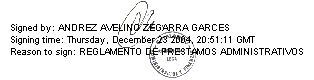 Signed by: ANDREZ AVELINO ZEGARRA GARCES
Signing time: Thursday, December 23 2004, 20:51:11 GMT
Reason to sign: REGLAMENTO DE PRESTAMOS ADMINISTRATIVOS